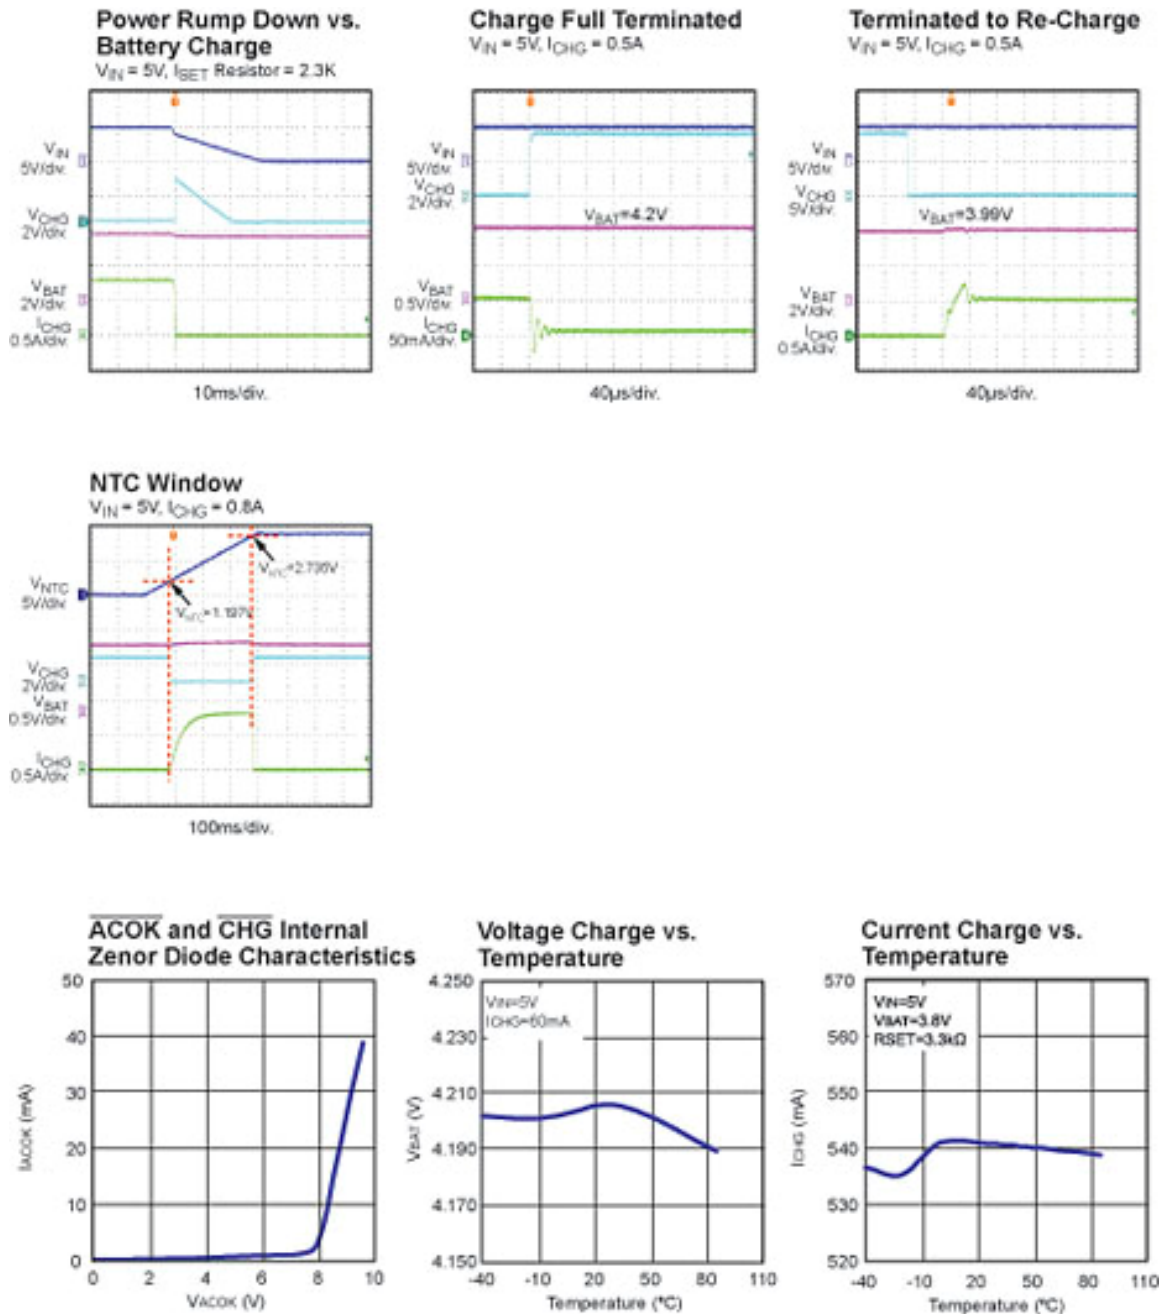 Power Rump Down vs.
Battery Charge
VIN = 5V, ISET Resistor = 2.3K
VIN
5V/div.
VCHG
2V/div.
VBAT
2V/div.
ICHG
0.5A/div.
10ms/div.
Charge Full Terminated
VIN = 5V, ICHG = 0.5A
VIN
5V/div.
VCHG
2V/div.
VBAT=4.2V
VBAT
0.5V/div.
ICHG
50mA/div.
40µs/div.
Terminated to Re-Charge
VIN = 5V, ICHG = 0.5A
VIN
5V/div.
VCHG
5V/div.
VBAT=3.99V
VBAT
2V/div.
ICHG
0.5A/div.
40µs/div.
NTC Window
VIN = 5V, ICHG = 0.8A
VNTC
5V/div.
VNTC=1.197V
VCHG
2V/div.
VBAT
0.5V/div.
ICHG
0.5A/div.
100ms/div.
ACOK and CHG Internal
Zenor Diode Characteristics
50
40
30
20
10
0
IACOK (mA)
0 2 4 6 8 10
VACOK (V)
Voltage Charge vs.
Temperature
VIN=5V
ICHG=60mA
4.250
4.230
4.210
4.190
4.170
4.150
VBAT (V)
-40 -10 20 50 80 110
Temperature (°C)
Current Charge vs.
Temperature
VIN=5V
VBAT=3.8V
RSET=3.3kΩ
570
560
550
540
530
520
ICHG (mA)
-40 -10 20 50 80 110
Temperature (°C)